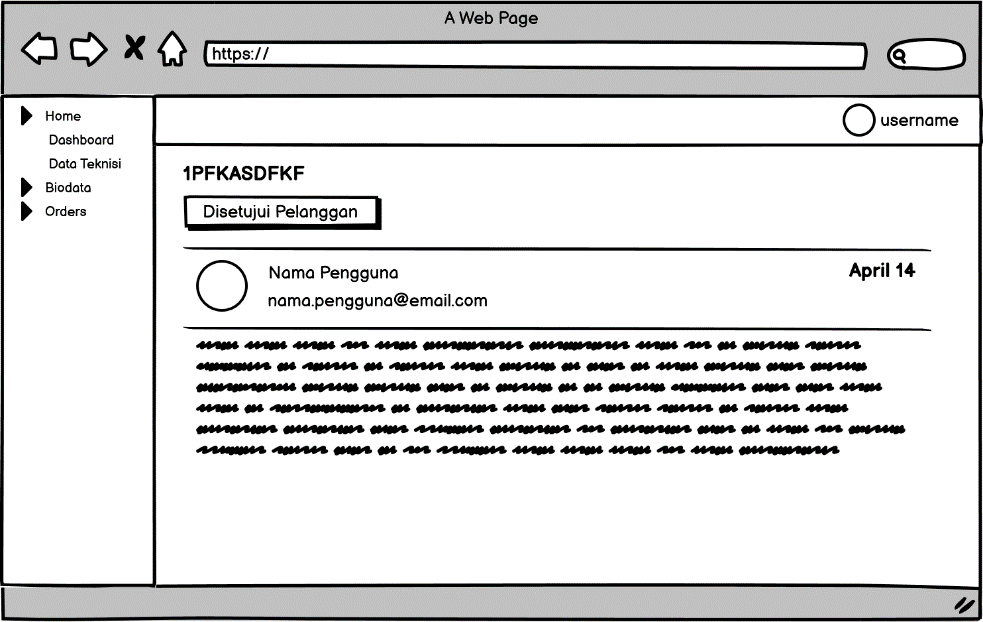 A Web Page
https://
username
Home
Dashboard
Data Teknisi
Biodata
Orders
1PFKASDFKF
Disetujui Pelanggan
Nama Pengguna
April 14
nama.pengguna@email.com